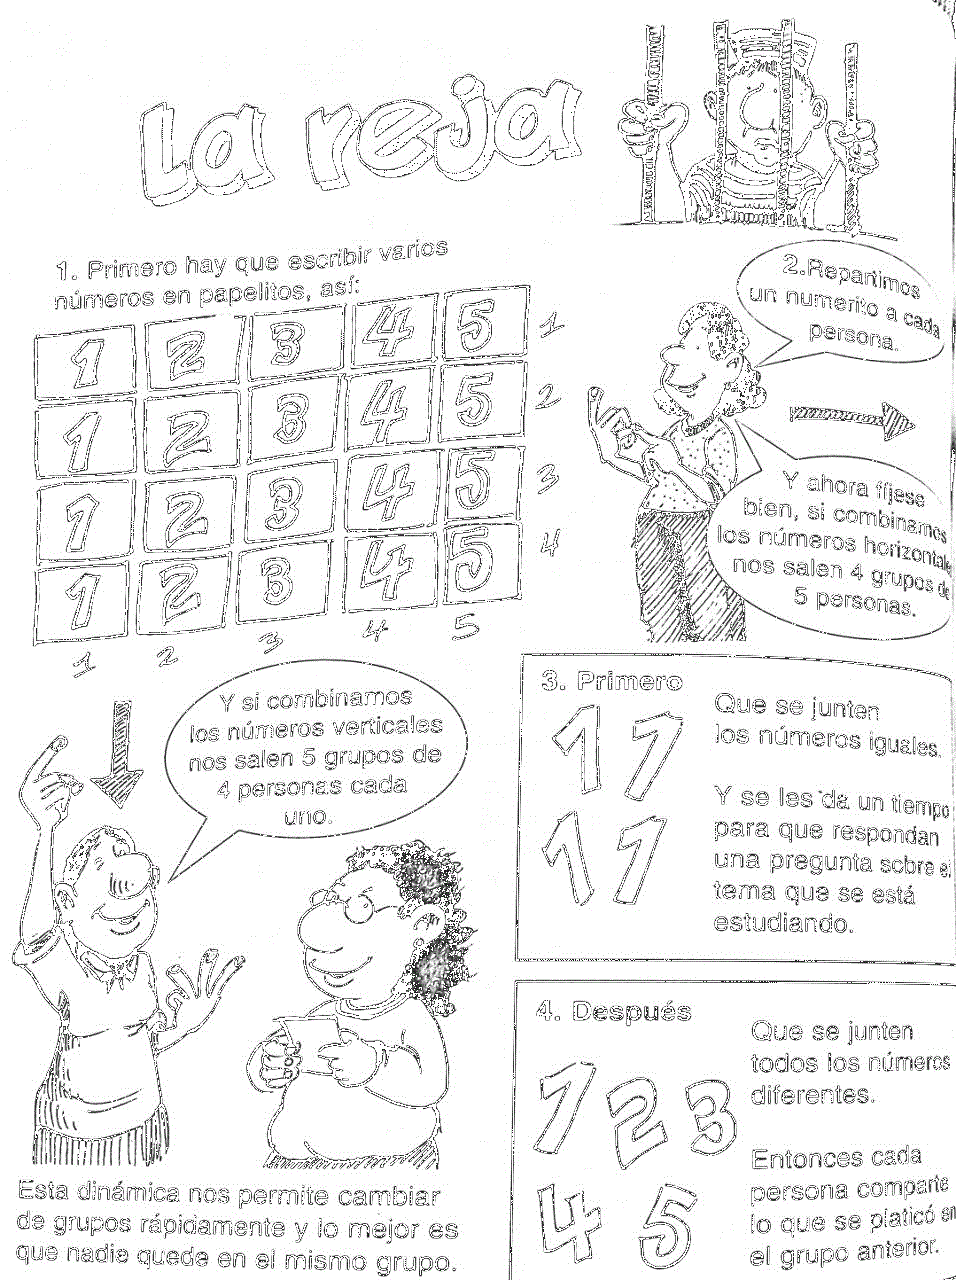 La reja
1. Primero hay que escribir varios
números en papelitos, así:
1 2 3 4 5 1
1 2 3 4 5 2
1 2 3 4 5 3
1 2 3 4 5 4
1 2 3 4 5
2. Repartimos
un numerito a cada
persona.
Y ahora fíjese
bien, si combinamos
los números
nos salen 4 grupos de
5 personas.
Y si combinamos
los números verticales
nos salen 5 grupos de
4 personas cada
uno.
3. Primero
1 1
1 1
Que se junten
los números iguales.
Y se les da un tiempo
para que respondan
una pregunta sobre el
tema que se está
estudiando.
4. Después
1 2 3
4 5
Que se junten
todos los números
diferentes.
Entonces cada
persona comparte
lo que se platicó en
el grupo anterior.
Esta dinámica nos permite cambiar
de grupos rápidamente y lo mejor es
que nadie quede en el mismo grupo.